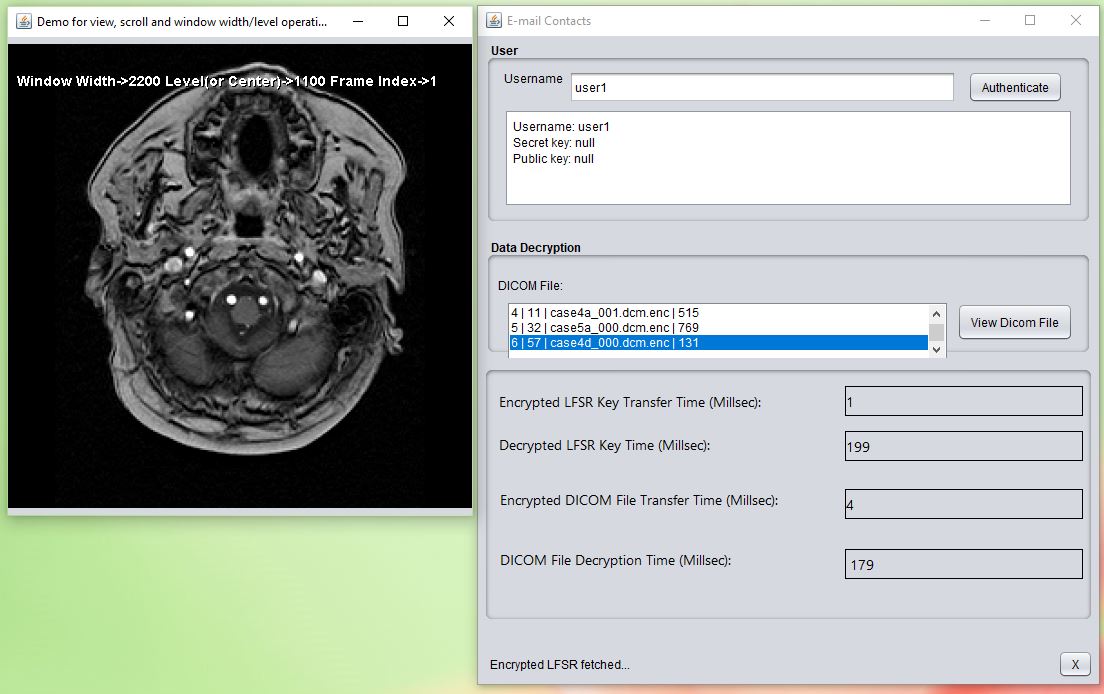 Demo for view, scroll and window width/level operati...
Window Width->2200 Level(or Center)->1100 Frame Index->1
E-mail Contacts
User
Username
user1
Authenticate
Username: user1
Secret key: null
Public key: null
Data Decryption
DICOM File:
4 | 11 | case4a_001.dcm.enc | 515
5 | 32 | case5a_000.dcm.enc | 769
6 | 57 | case4d_000.dcm.enc | 131
View Dicom File
Encrypted LFSR Key Transfer Time (Millsec):
1
Decrypted LFSR Key Time (Millsec):
199
Encrypted DICOM File Transfer Time (Millsec):
4
DICOM File Decryption Time (Millsec):
179
Encrypted LFSR fetched...
X